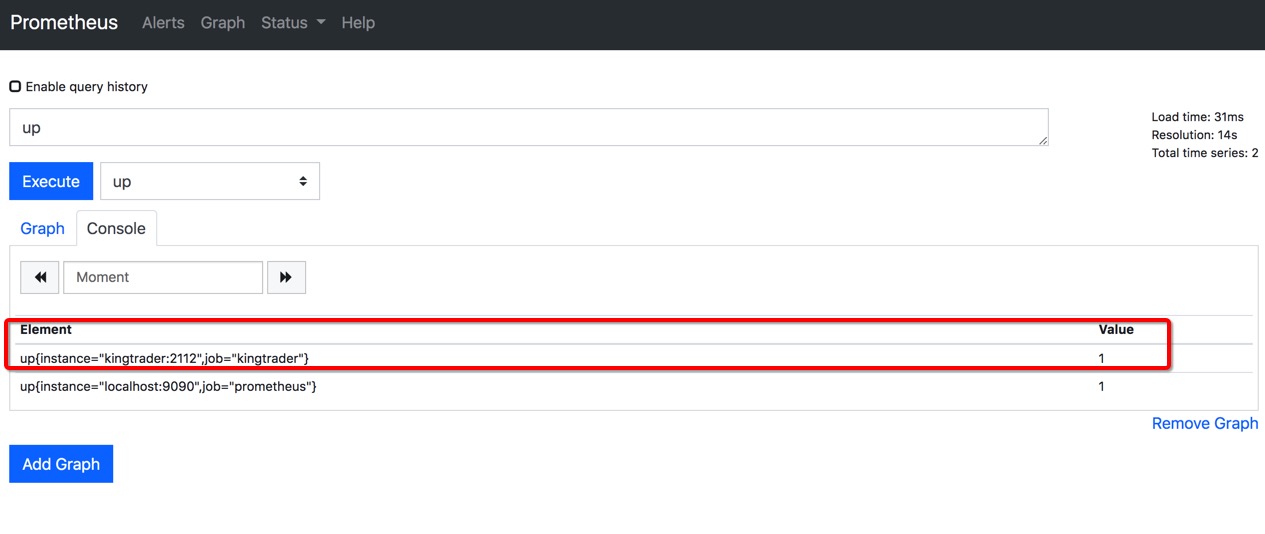 Prometheus Alerts Graph Status Help
Enable query history
up
Load time: 31ms
Resolution: 14s
Total time series: 2
Execute up
Graph Console
Moment
Element Value
up{instance="kingtrader:2112",job="kingtrader"} 1
up{instance="localhost:9090",job="prometheus"} 1
Remove Graph
Add Graph